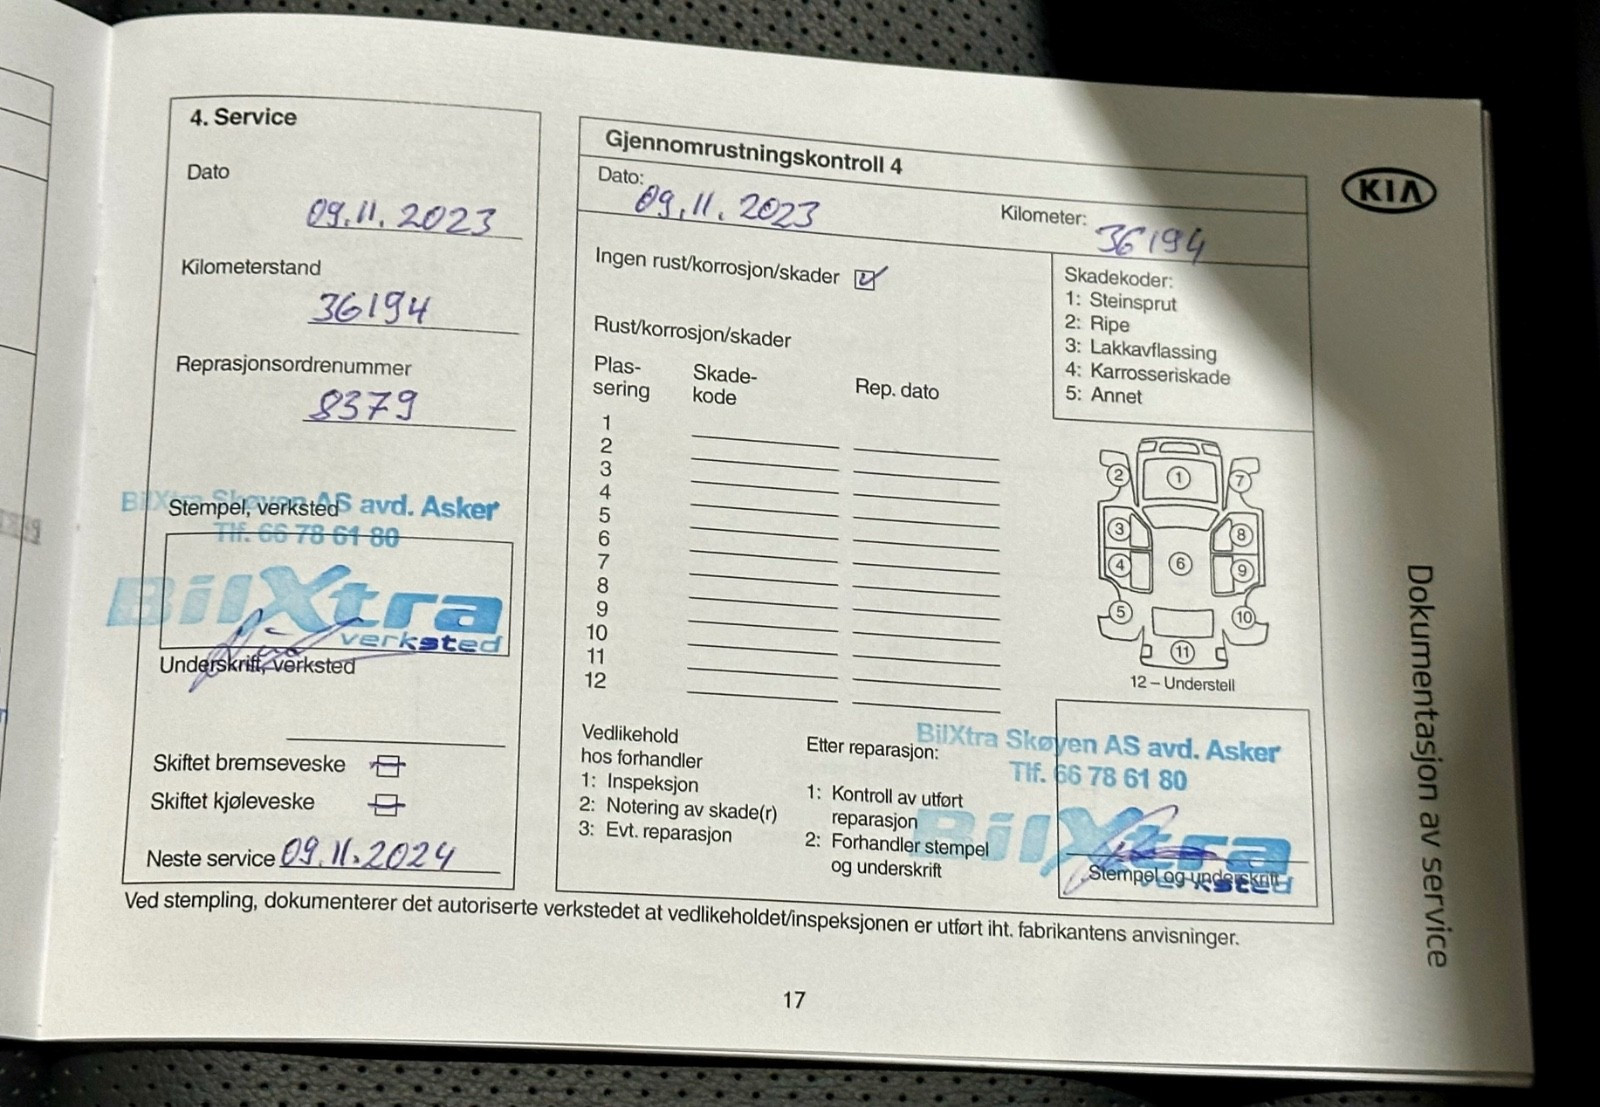 4. Service
Dato
09.11.2023
Kilometerstand
36194
Reprasjonsordrenummer
8379
BilXtra Skøyen AS avd. Asker
Stempel, verksted
Tlf. 66 78 61 80
BilXtra
verksted
Underskrift, verksted
Skiftet bremseveske
Skiftet kjøleveske
Neste service 09.11.2024
Gjennomrustningskontroll 4
Dato: 09.11.2023
Kilometer: 36194
Ingen rust/korrosjon/skader
Skadekoder:
1: Steinsprut
2: Ripe
3: Lakkavflassing
4: Karrosseriskade
5: Annet
Rust/korrosjon/skader
Plas-
sering
Skade-
kode
Rep. dato
1
2
3
4
5
6
7
8
9
10
11
12
1
2
7
3
8
4
6
9
5
10
11
12 – Understell
Vedlikehold
hos forhandler
1: Inspeksjon
2: Notering av skade(r)
3: Evt. reparasjon
Etter reparasjon:
1: Kontroll av utført
reparasjon
2: Forhandler stempel
og underskrift
BilXtra Skøyen AS avd. Asker
Tlf. 66 78 61 80
BilXtra
verksted
Stempel og underskrift
Ved stempling, dokumenterer det autoriserte verkstedet at vedlikeholdet/inspeksjonen er utført iht. fabrikantens anvisninger.
17
KIA
Dokumentasjon av service